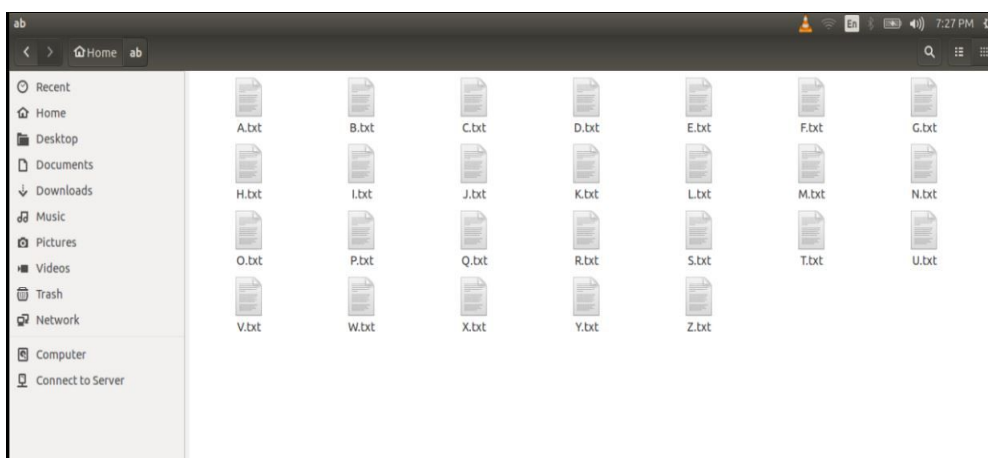 ab
En 7:27 PM
Home ab
Recent
Home
Desktop
Documents
Downloads
Music
Pictures
Videos
Trash
Network
Computer
Connect to Server
A.txt B.txt C.txt D.txt E.txt F.txt G.txt
H.txt I.txt J.txt K.txt L.txt M.txt N.txt
O.txt P.txt Q.txt R.txt S.txt T.txt U.txt
V.txt W.txt X.txt Y.txt Z.txt